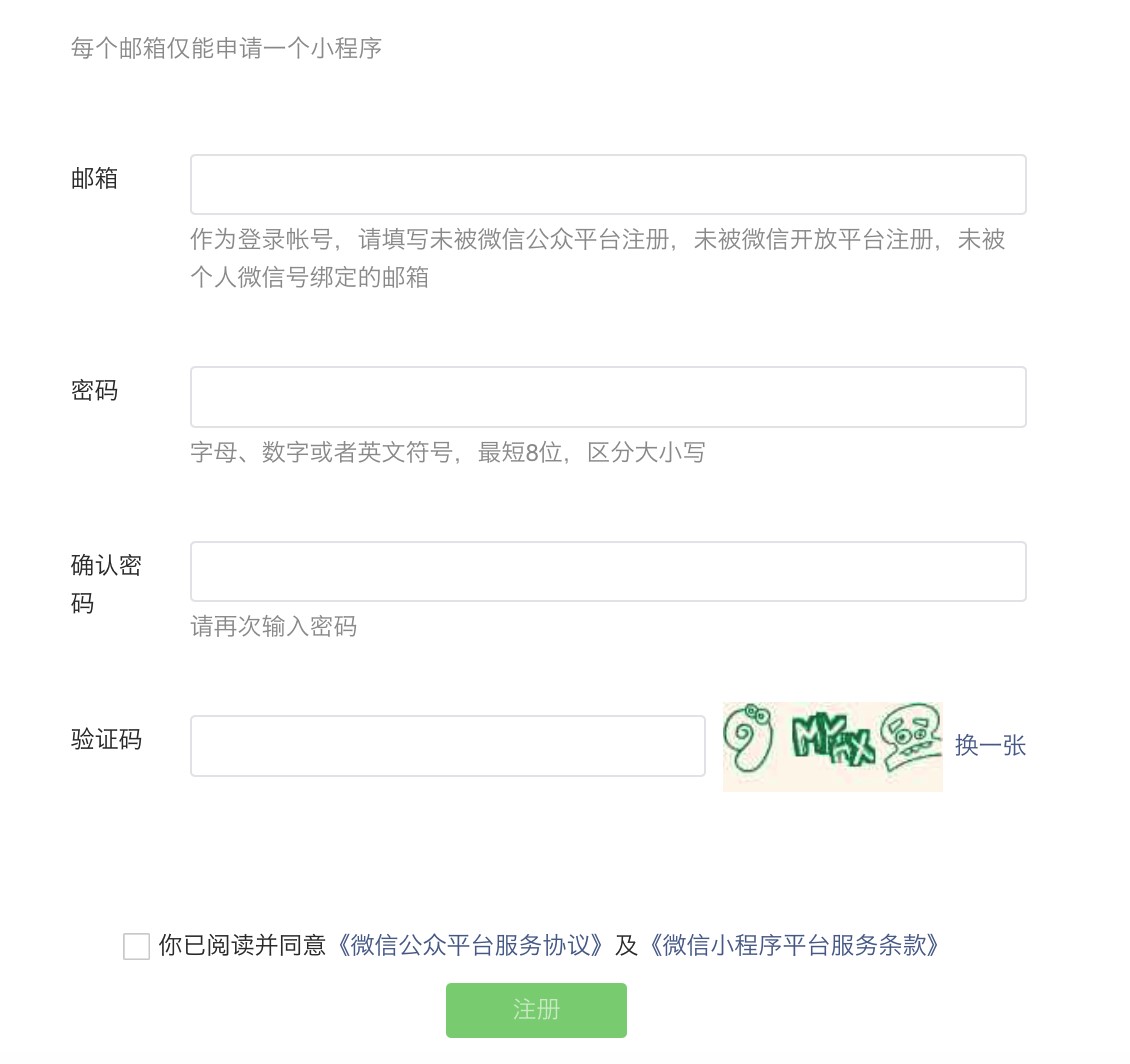 每个邮箱仅能申请一个小程序
邮箱
作为登录帐号，请填写未被微信公众平台注册，未被微信开放平台注册，未被
个人微信号绑定的邮箱
密码
字母、数字或者英文符号，最短8位，区分大小写
确认密
码
请再次输入密码
验证码
换一张
你已阅读并同意《微信公众平台服务协议》及《微信小程序平台服务条款》
注册